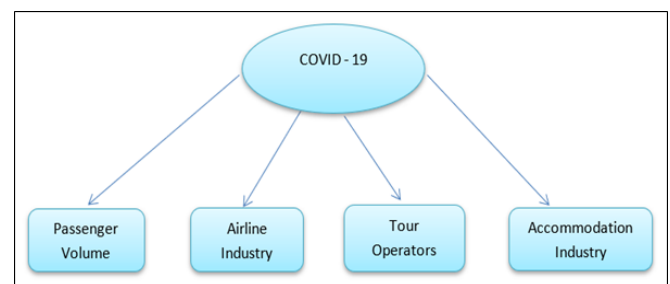 COVID - 19
Passenger
Volume
Airline
Industry
Tour
Operators
Accommodation
Industry